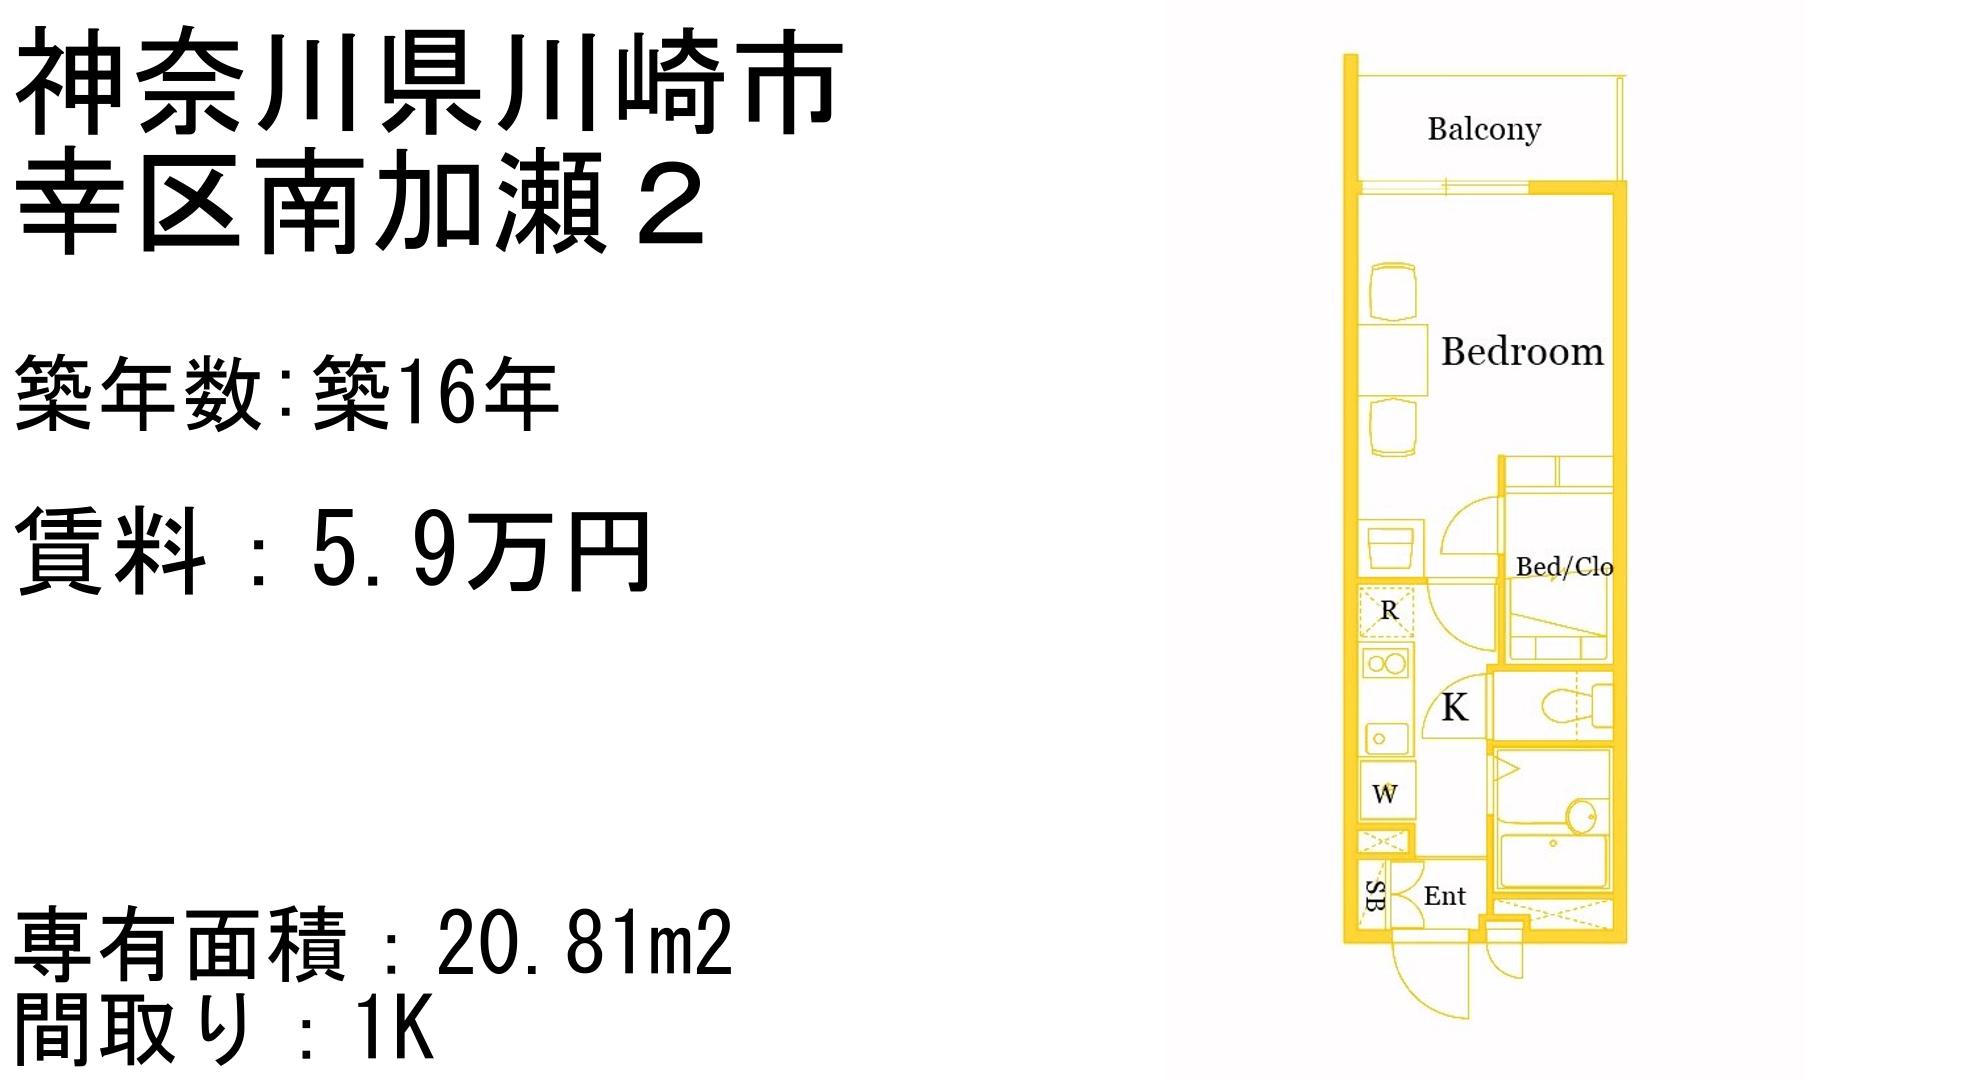 神奈川県川崎市
幸区南加瀬２
築年数:築16年
賃料：5.9万円
専有面積：20.81m2
間取り：1K
Balcony
Bedroom
Bed/Clo
R
K
W
SB
Ent